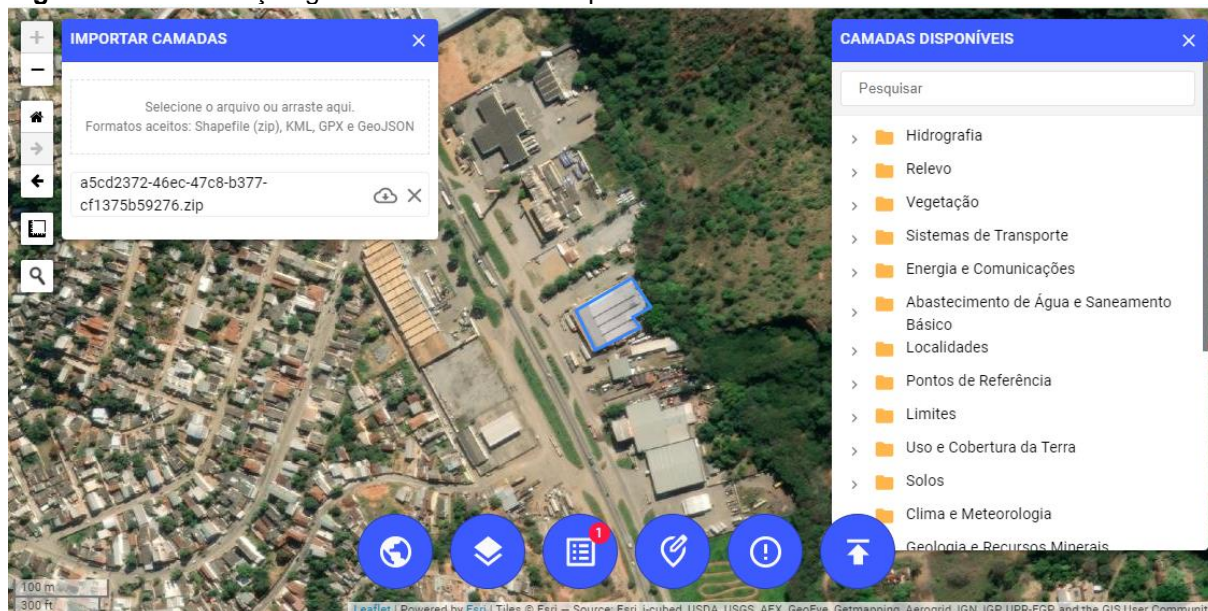 IMPORTAR CAMADAS
Selecione o arquivo ou arraste aqui.
Formatos aceitos: Shapefile (zip), KML, GPX e GeoJSON
a5cd2372-46ec-47c8-b377-
cf1375b59276.zip
CAMADAS DISPONÍVEIS
Pesquisar
Hidrografia
Relevo
Vegetação
Sistemas de Transporte
Energia e Comunicações
Abastecimento de Água e Saneamento
Básico
Localidades
Pontos de Referência
Limites
Uso e Cobertura da Terra
Solos
Clima e Meteorologia
Geologia e Recursos Minerais
1
100 m
300 ft
Leaflet | Powered by Esri | Tiles © Esri — Source: Esri, i-cubed, USDA, USGS, AEX, GeoEye, Getmapping, Aerogrid, IGN, IGP, UPR-EGP, and the GIS User Communit